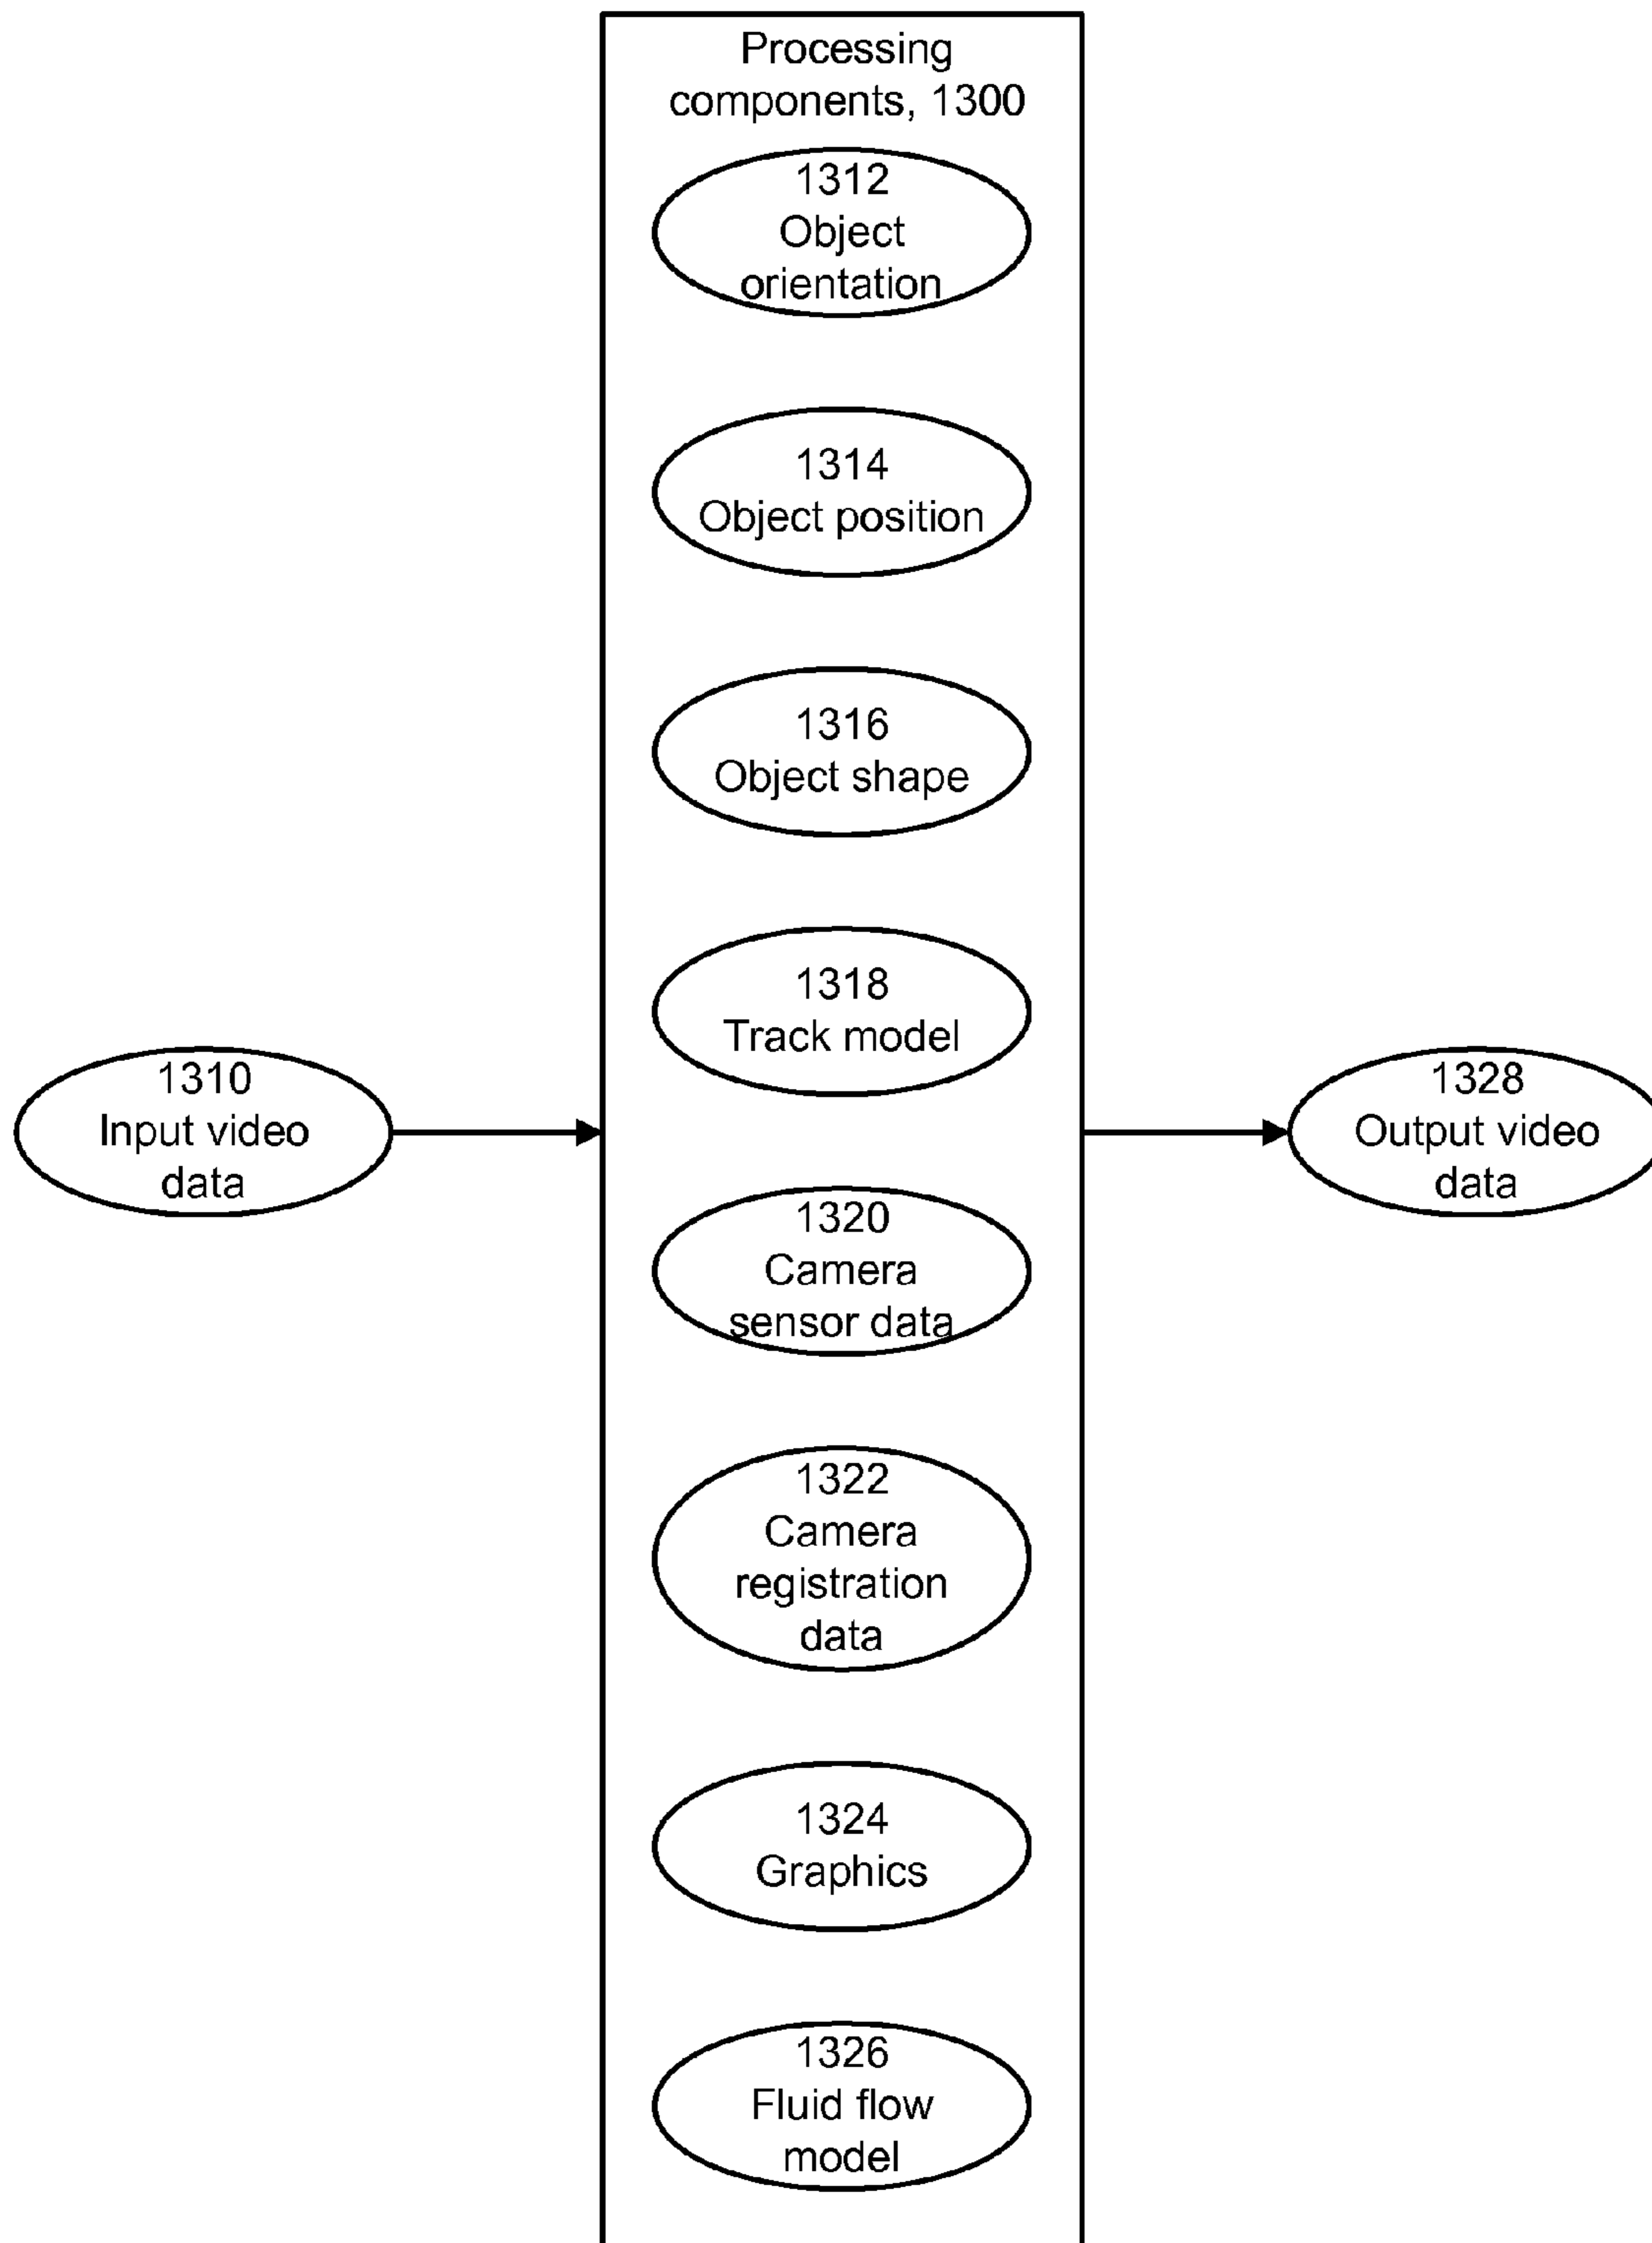 Processing
components, 1300
1312
Object
orientation
1314
Object position
1316
Object shape
1318
Track model
1310
Input video
data
1328
Output video
data
1320
Camera
sensor data
1322
Camera
registration
data
1324
Graphics
1326
Fluid flow
model